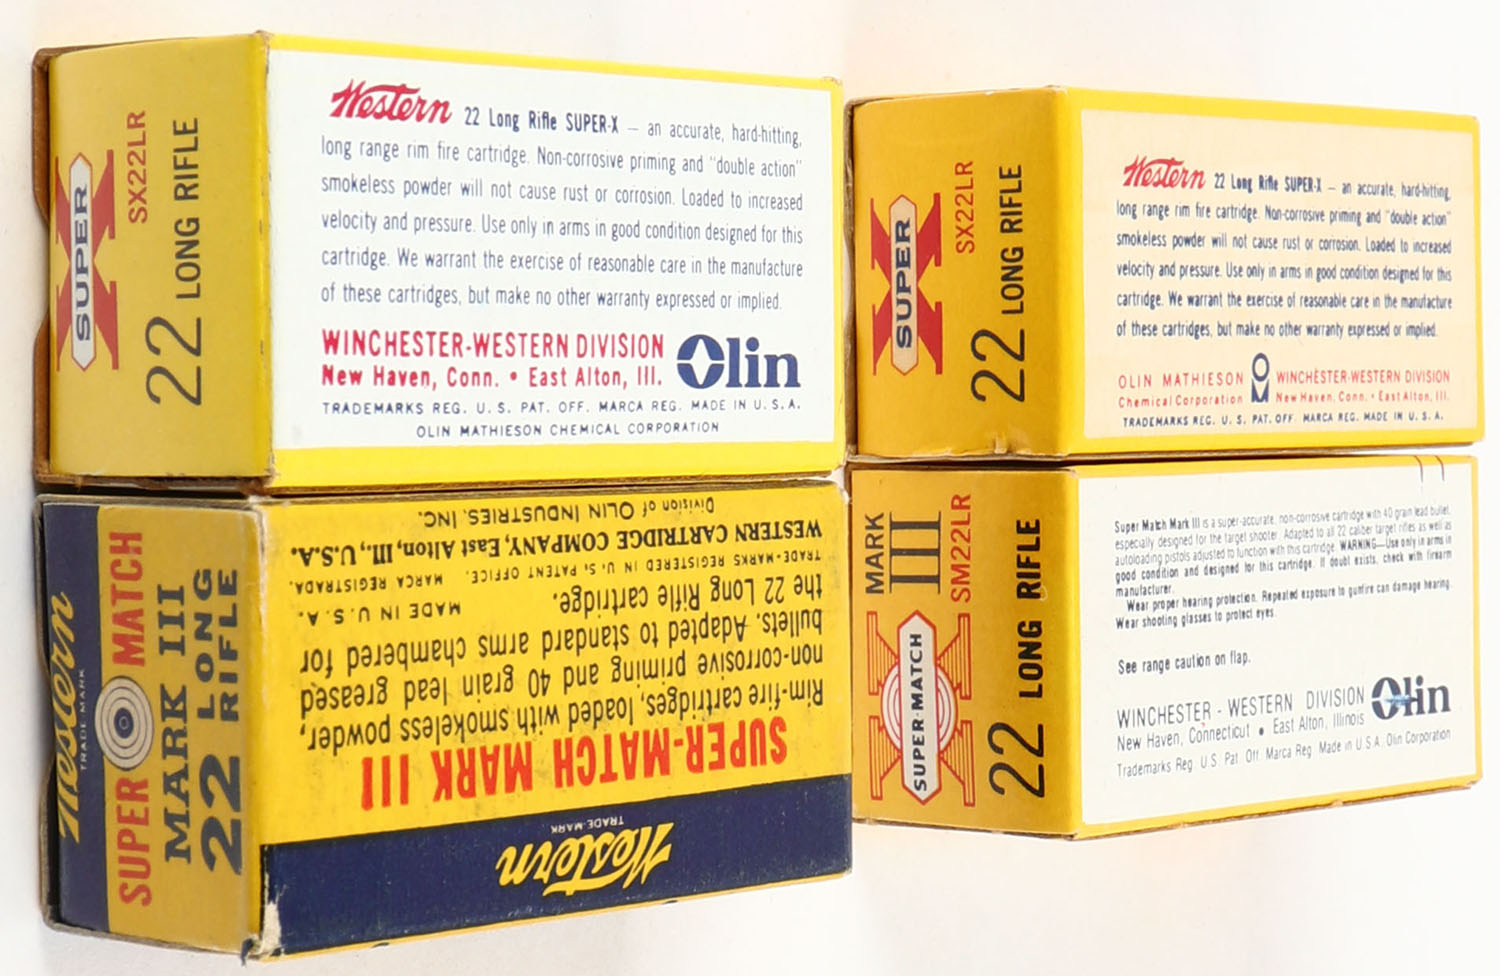 SUPER X
SX22LR
22 LONG RIFLE
Western 22 Long Rifle SUPER-X — an accurate, hard-hitting,
long range rim fire cartridge. Non-corrosive priming and "double action"
smokeless powder will not cause rust or corrosion. Loaded to increased
velocity and pressure. Use only in arms in good condition designed for this
cartridge. We warrant the exercise of reasonable care in the manufacture
of these cartridges, but make no other warranty expressed or implied.
WINCHESTER-WESTERN DIVISION
New Haven, Conn. • East Alton, Ill.
Olin
TRADEMARKS REG. U. S. PAT. OFF. MARCA REG. MADE IN U. S. A.
OLIN MATHIESON CHEMICAL CORPORATION
SUPER X
SX22LR
22 LONG RIFLE
Western 22 Long Rifle SUPER-X — an accurate, hard-hitting,
long range rim fire cartridge. Non-corrosive priming and "double action"
smokeless powder will not cause rust or corrosion. Loaded to increased
velocity and pressure. Use only in arms in good condition designed for this
cartridge. We warrant the exercise of reasonable care in the manufacture
of these cartridges, but make no other warranty expressed or implied.
OLIN MATHIESON
Chemical Corporation
WINCHESTER-WESTERN DIVISION
New Haven, Conn. • East Alton, Ill.
TRADEMARKS REG. U. S. PAT. OFF. MARCA REG. MADE IN U. S. A.
Western
TRADE MARK
SUPER MATCH
MARK III
22 LONG
RIFLE
Western
TRADE-MARK
SUPER-MATCH MARK III
Rim-fire cartridges, loaded with smokeless powder,
non-corrosive priming and 40 grain lead greased
bullets. Adapted to standard arms chambered for
the 22 Long Rifle cartridge.
MADE IN U. S. A.
TRADE-MARKS REGISTERED IN U. S. PATENT OFFICE. MARCA REGISTRADA.
WESTERN CARTRIDGE COMPANY, East Alton, Ill., U.S.A.
Division of OLIN INDUSTRIES, INC.
MARK
III
SUPER-MATCH
SM22LR
22 LONG RIFLE
Super Match Mark III is a super-accurate, non-corrosive cartridge with 40 grain lead bullet,
especially designed for the target shooter. Adapted to all 22 caliber target rifles as well as
autoloading pistols adjusted to function with this cartridge. WARNING—Use only in arms in
good condition and designed for this cartridge. If doubt exists, check with firearm
manufacturer.
Wear proper hearing protection. Repeated exposure to gunfire can damage hearing.
Wear shooting glasses to protect eyes.
See range caution on flap.
WINCHESTER - WESTERN DIVISION
New Haven, Connecticut • East Alton, Illinois
Olin
Trademarks Reg. U.S. Pat. Off. Marca Reg. Made in U.S.A. Olin Corporation